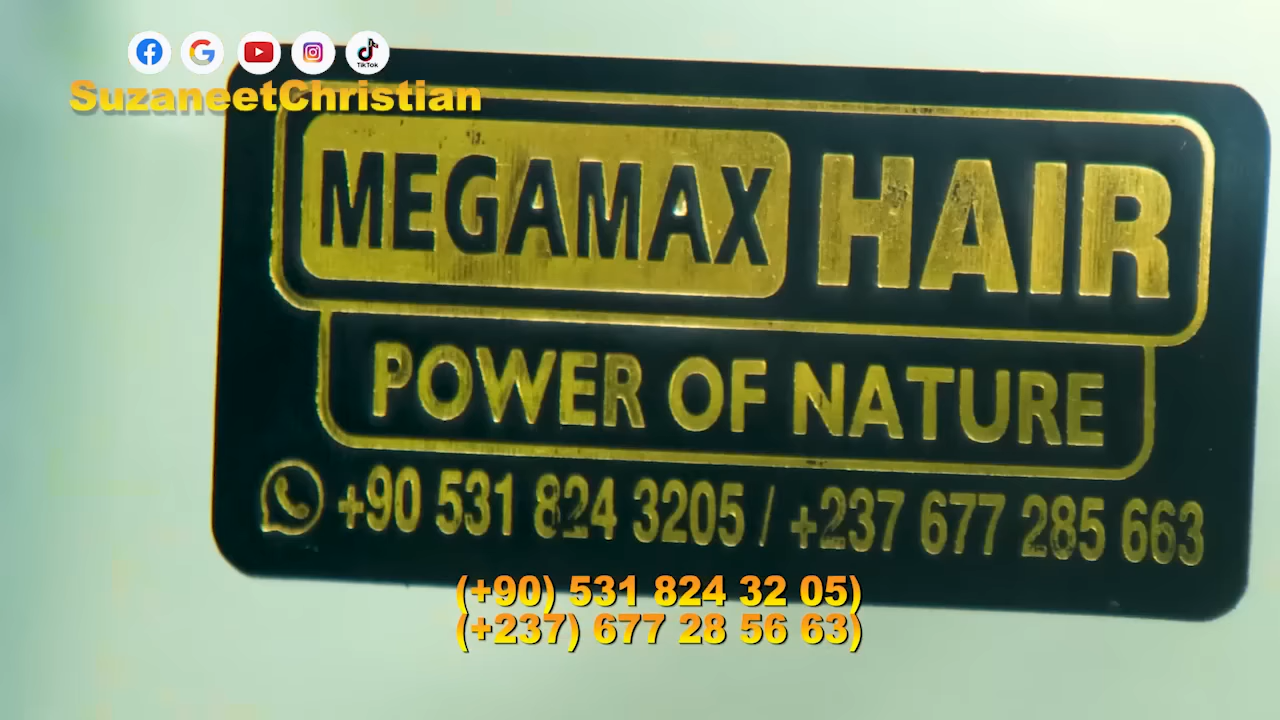 TikTok
SuzaneetChristian
MEGAMAX HAIR
POWER OF NATURE
+90 531 824 3205 / +237 677 285 663
(+90) 531 824 32 05)
(+237) 677 28 56 63)